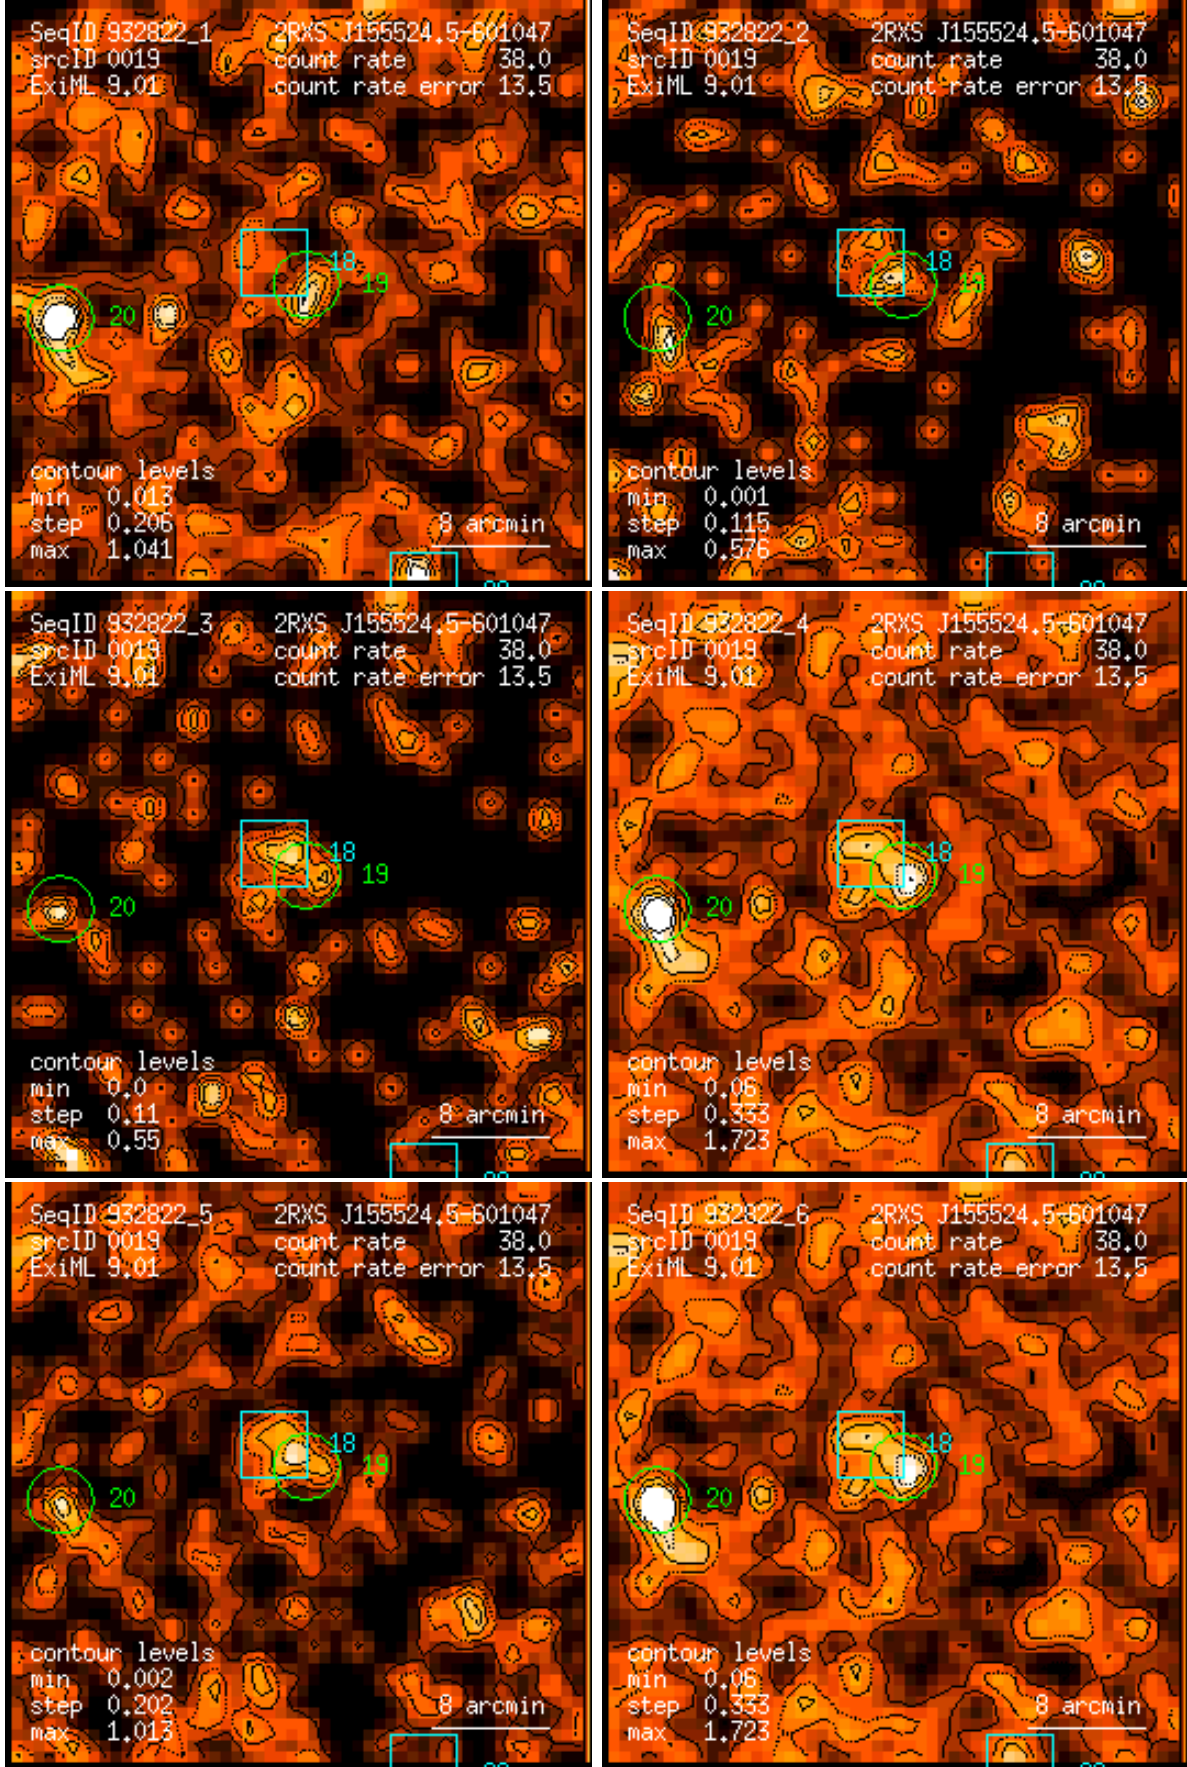 SeqID 932822_1 2RXS J155524.5-601047
srcID 0019 count rate 38.0
ExiML 9.01 count rate error 13.5
18
19
20
contour levels
min 0.013
step 0.206
max 1.041
8 arcmin
SeqID 932822_2 2RXS J155524.5-601047
srcID 0019 count rate 38.0
ExiML 9.01 count rate error 13.5
18
19
20
contour levels
min 0.001
step 0.115
max 0.576
8 arcmin
SeqID 932822_3 2RXS J155524.5-601047
srcID 0019 count rate 38.0
ExiML 9.01 count rate error 13.5
18
19
20
contour levels
min 0.0
step 0.11
max 0.55
8 arcmin
SeqID 932822_4 2RXS J155524.5-601047
srcID 0019 count rate 38.0
ExiML 9.01 count rate error 13.5
18
19
20
contour levels
min 0.06
step 0.333
max 1.723
8 arcmin
SeqID 932822_5 2RXS J155524.5-601047
srcID 0019 count rate 38.0
ExiML 9.01 count rate error 13.5
18
19
20
contour levels
min 0.002
step 0.202
max 1.013
8 arcmin
SeqID 932822_6 2RXS J155524.5-601047
srcID 0019 count rate 38.0
ExiML 9.01 count rate error 13.5
18
19
20
contour levels
min 0.06
step 0.333
max 1.723
8 arcmin